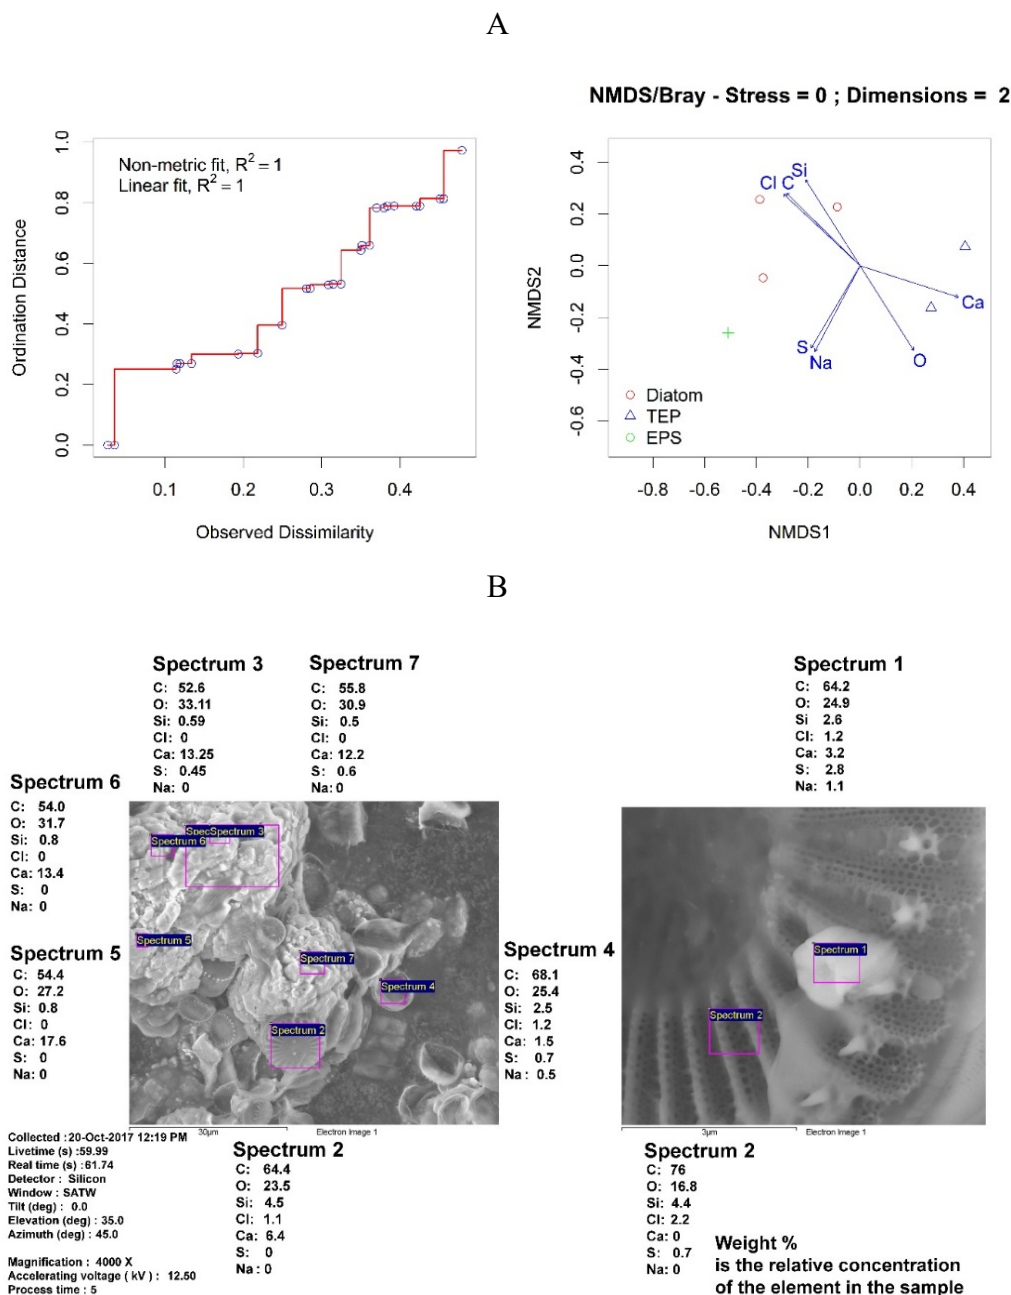 A
NMDS/Bray - Stress = 0 ; Dimensions = 2
Non-metric fit, R² = 1
Linear fit, R² = 1
Ordination Distance
0.0
0.2
0.4
0.6
0.8
1.0
0.1
0.2
0.3
0.4
Observed Dissimilarity
NMDS2
0.4
0.2
0.0
-0.2
-0.4
-0.6
Cl C Si
Ca
S
Na
O
Diatom
TEP
EPS
-0.8
-0.6
-0.4
-0.2
0.0
0.2
0.4
NMDS1
B
Spectrum 3
C: 52.6
O: 33.11
Si: 0.59
Cl: 0
Ca: 13.25
S: 0.45
Na: 0
Spectrum 7
C: 55.8
O: 30.9
Si: 0.5
Cl: 0
Ca: 12.2
S: 0.6
Na: 0
Spectrum 1
C: 64.2
O: 24.9
Si 2.6
Cl: 1.2
Ca: 3.2
S: 2.8
Na: 1.1
Spectrum 6
C: 54.0
O: 31.7
Si: 0.8
Cl: 0
Ca: 13.4
S: 0
Na: 0
Spectrum 5
C: 54.4
O: 27.2
Si: 0.8
Cl: 0
Ca: 17.6
S: 0
Na: 0
Spectrum 3
Spectrum 6
Spectrum 5
Spectrum 7
Spectrum 4
Spectrum 2
30µm
Electron Image 1
Spectrum 4
C: 68.1
O: 25.4
Si: 2.5
Cl: 1.2
Ca: 1.5
S: 0.7
Na: 0.5
Spectrum 1
Spectrum 2
3µm
Electron Image 1
Collected :20-Oct-2017 12:19 PM
Livetime (s) :59.99
Real time (s) :61.74
Detector : Silicon
Window : SATW
Tilt (deg) : 0.0
Elevation (deg) : 35.0
Azimuth (deg) : 45.0
Magnification : 4000 X
Accelerating voltage ( kV ) : 12.50
Process time : 5
Spectrum 2
C: 64.4
O: 23.5
Si: 4.5
Cl: 1.1
Ca: 6.4
S: 0
Na: 0
Spectrum 2
C: 76
O: 16.8
Si: 4.4
Cl: 2.2
Ca: 0
S: 0.7
Na: 0
Weight %
is the relative concentration
of the element in the sample